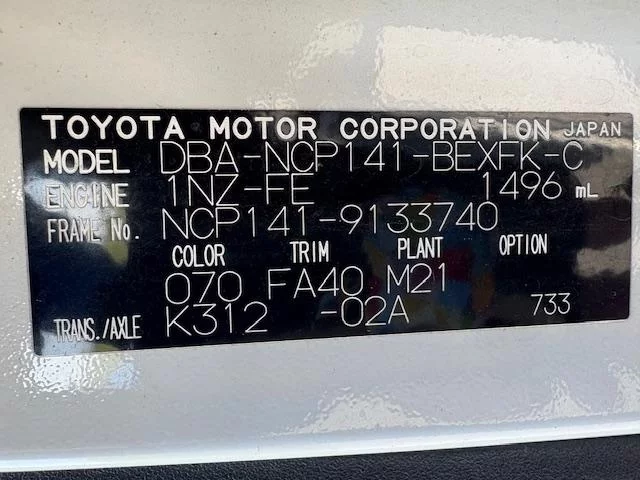 TOYOTA MOTOR CORPORATION JAPAN
MODEL DBA-NCP141-BEXFK-C
ENGINE 1NZ-FE 1496 mL
FRAME No. NCP141-9133740
COLOR TRIM PLANT OPTION
070 FA40 M21
TRANS./AXLE K312 -02A 733